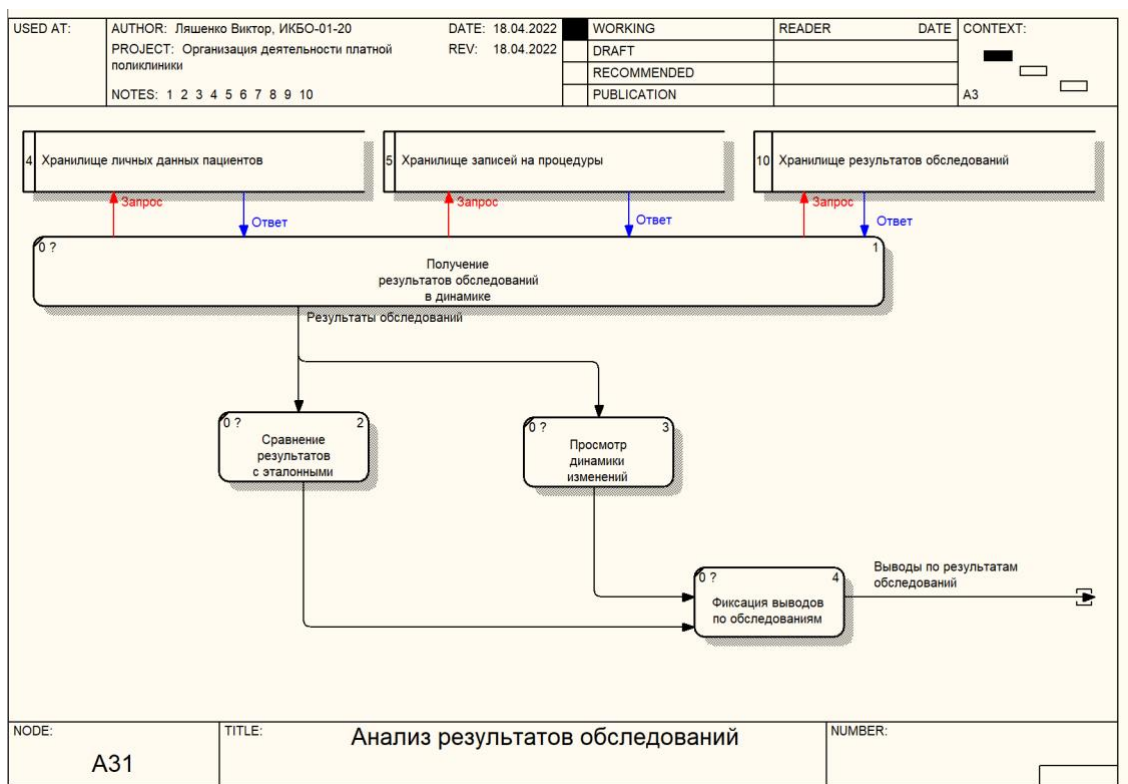 USED AT:
AUTHOR: Ляшенко Виктор, ИКБО-01-20
DATE: 18.04.2022
WORKING
READER
DATE
CONTEXT:
PROJECT: Организация деятельности платной
поликлиники
REV: 18.04.2022
DRAFT
RECOMMENDED
NOTES: 1 2 3 4 5 6 7 8 9 10
PUBLICATION
A3
4 Хранилище личных данных пациентов
5 Хранилище записей на процедуры
10 Хранилище результатов обследований
Запрос
Ответ
Запрос
Ответ
Запрос
Ответ
0 ?
1
Получение
результатов обследований
в динамике
Результаты обследований
0 ?
2
Сравнение
результатов
с эталонными
0 ?
3
Просмотр
динамики
изменений
0 ?
4
Фиксация выводов
по обследованиям
Выводы по результатам
обследований
NODE:
A31
TITLE:
Анализ результатов обследований
NUMBER: